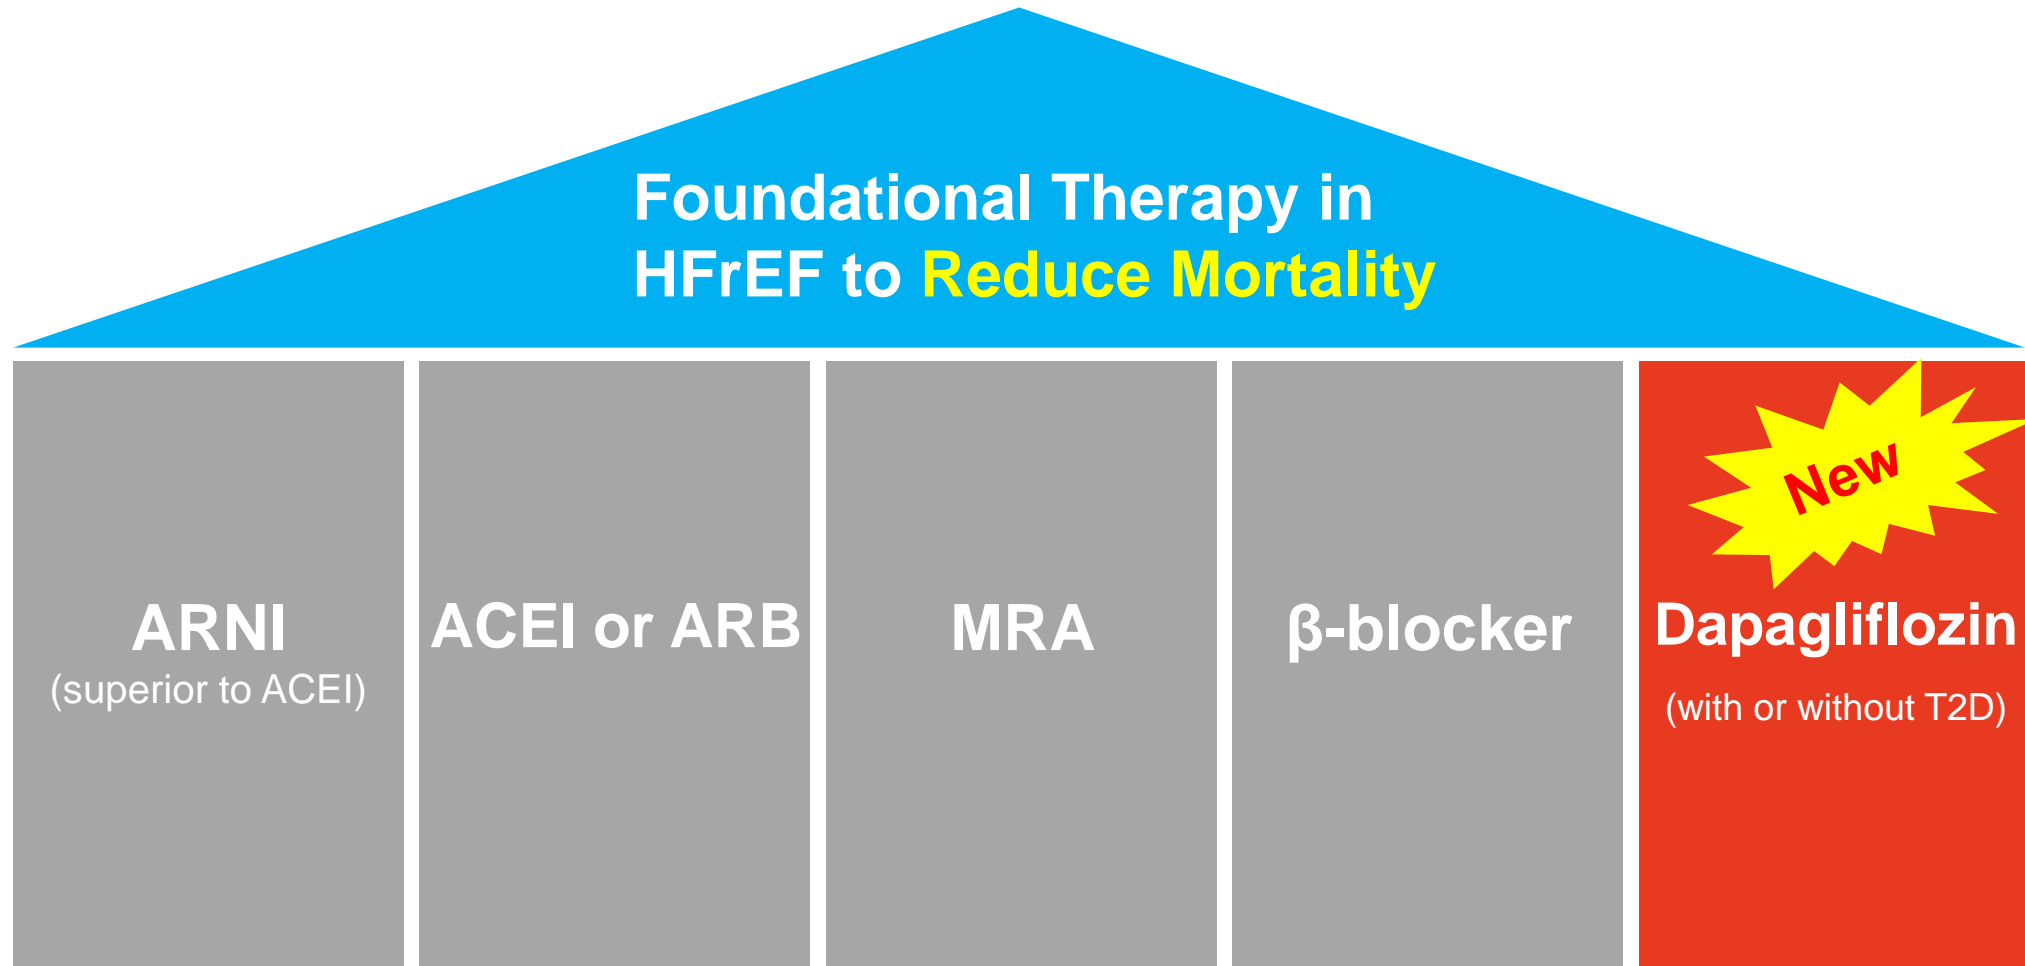 Foundational Therapy in
HFrEF to Reduce Mortality
ARNI
(superior to ACEI)
ACEI or ARB
MRA
β-blocker
New
Dapagliflozin
(with or without T2D)